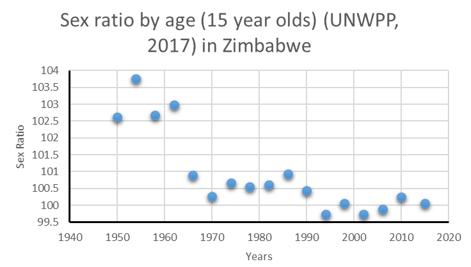 Sex ratio by age (15 year olds) (UNWPP,
2017) in Zimbabwe
104
103.5
103
102.5
102
101.5
101
100.5
100
99.5
Sex Ratio
1940 1950 1960 1970 1980 1990 2000 2010 2020
Years